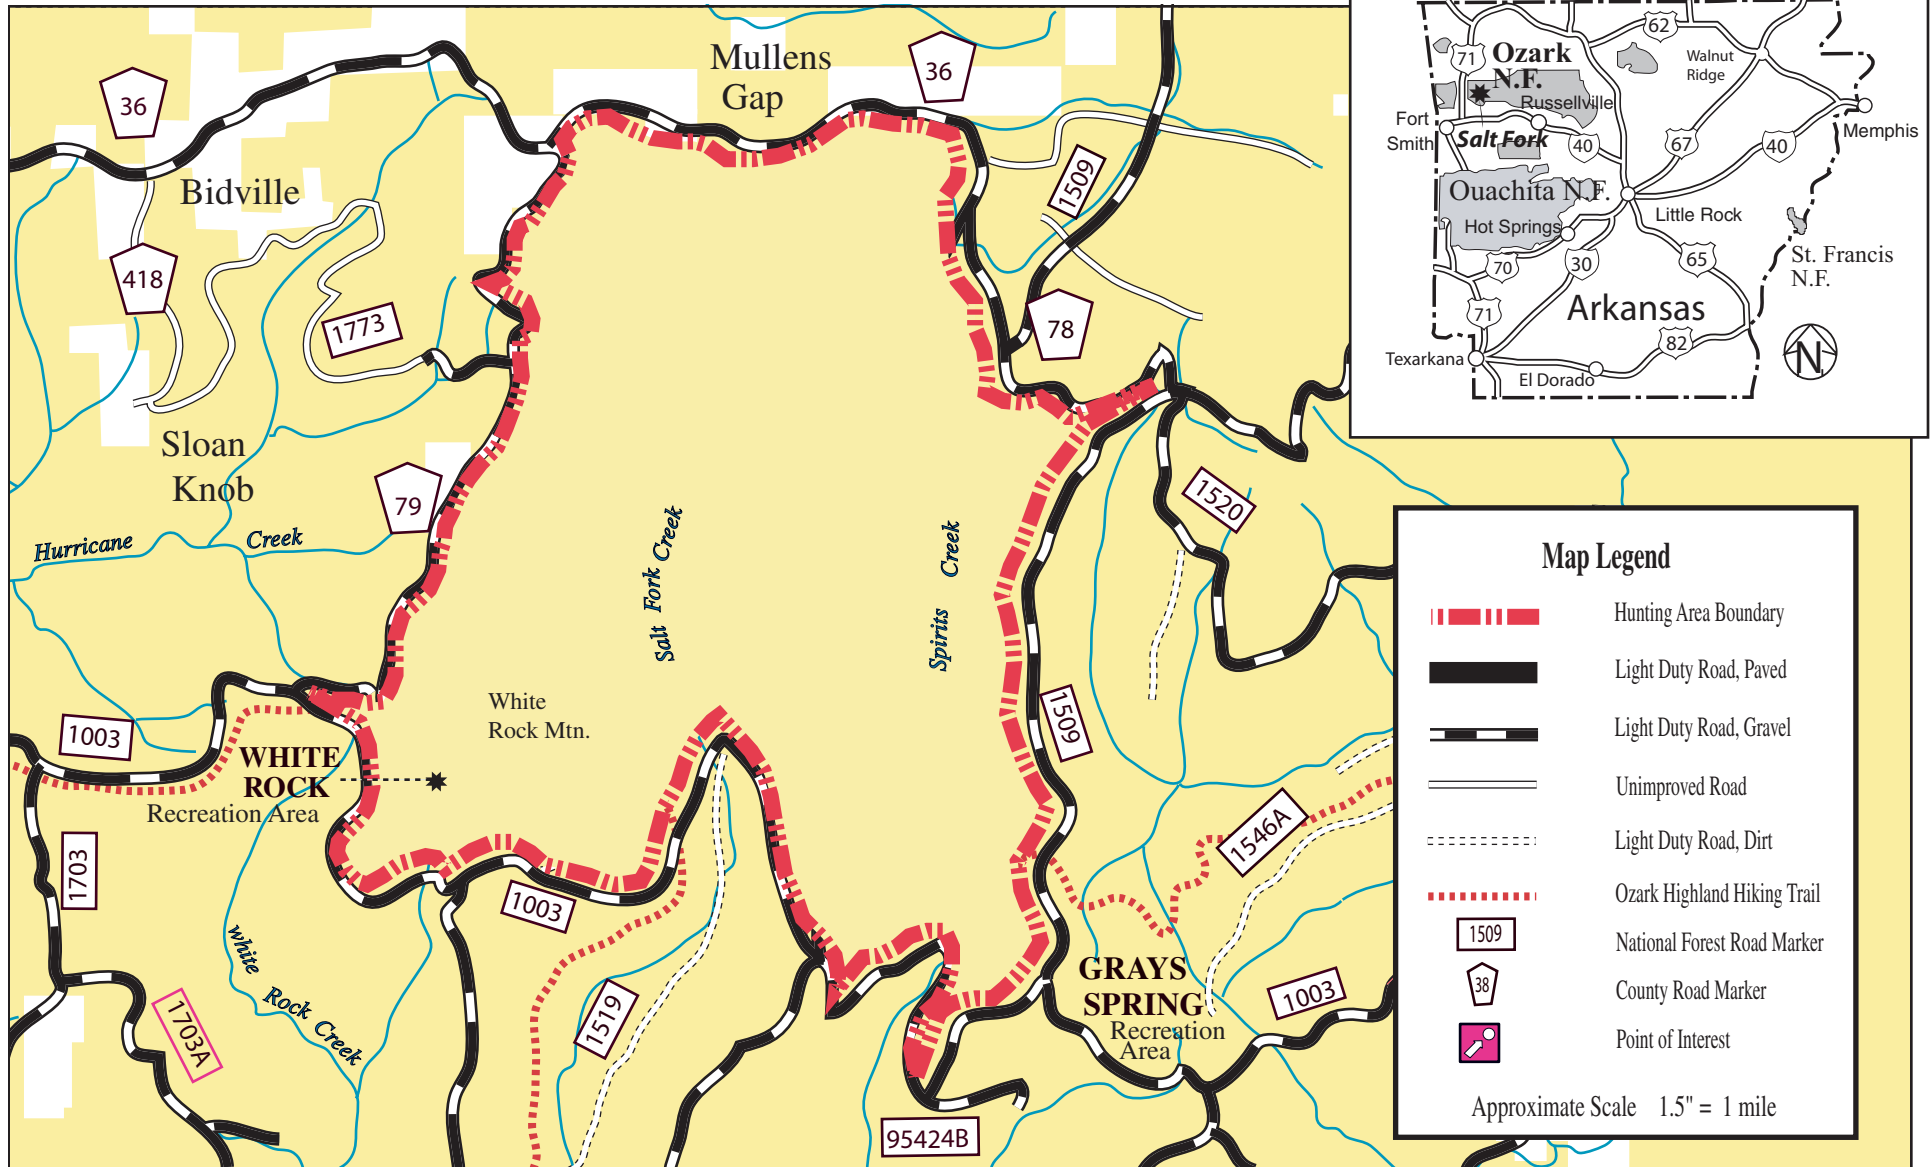 Mullens
Gap
36
36
Bidville
418
1773
1509
78
Sloan
Knob
79
Hurricane
Creek
Salt Fork Creek
Spirits Creek
1520
White
Rock Mtn.
1003
WHITE
ROCK
Recreation Area
1509
1703
1003
1546A
white Rock Creek
1703A
1519
GRAYS
SPRING
Recreation
Area
1003
95424B
62
71
Ozark
N.F.
Walnut
Ridge
Russellville
Fort
Smith
Salt Fork
40
67
40
Memphis
Ouachita N.F.
Hot Springs
Little Rock
70
30
65
St. Francis
N.F.
71
Arkansas
82
Texarkana
El Dorado
N
Map Legend
Hunting Area Boundary
Light Duty Road, Paved
Light Duty Road, Gravel
Unimproved Road
Light Duty Road, Dirt
Ozark Highland Hiking Trail
1509
National Forest Road Marker
38
County Road Marker
Point of Interest
Approximate Scale 1.5" = 1 mile